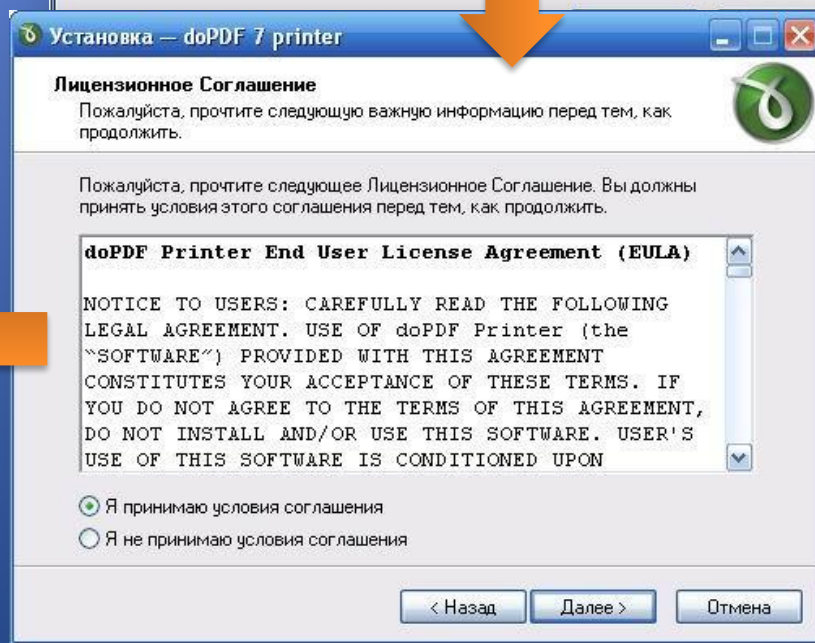 Установка — doPDF 7 printer
Лицензионное Соглашение
Пожалуйста, прочтите следующую важную информацию перед тем, как
продолжить.
Пожалуйста, прочтите следующее Лицензионное Соглашение. Вы должны
принять условия этого соглашения перед тем, как продолжить.
doPDF Printer End User License Agreement (EULA)
NOTICE TO USERS: CAREFULLY READ THE FOLLOWING
LEGAL AGREEMENT. USE OF doPDF Printer (the
"SOFTWARE") PROVIDED WITH THIS AGREEMENT
CONSTITUTES YOUR ACCEPTANCE OF THESE TERMS. IF
YOU DO NOT AGREE TO THE TERMS OF THIS AGREEMENT,
DO NOT INSTALL AND/OR USE THIS SOFTWARE. USER'S
USE OF THIS SOFTWARE IS CONDITIONED UPON
Я принимаю условия соглашения
Я не принимаю условия соглашения
< Назад Далее > Отмена